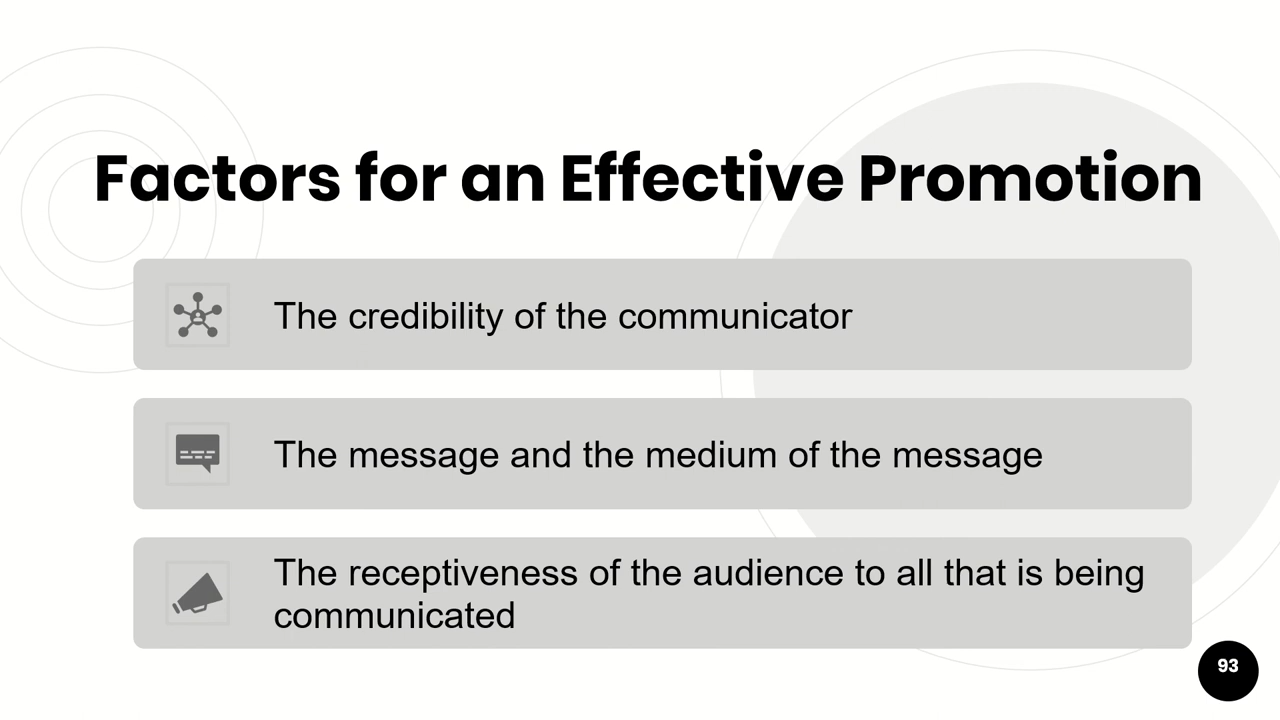 Factors for an Effective Promotion
The credibility of the communicator
The message and the medium of the message
The receptiveness of the audience to all that is being
communicated
93